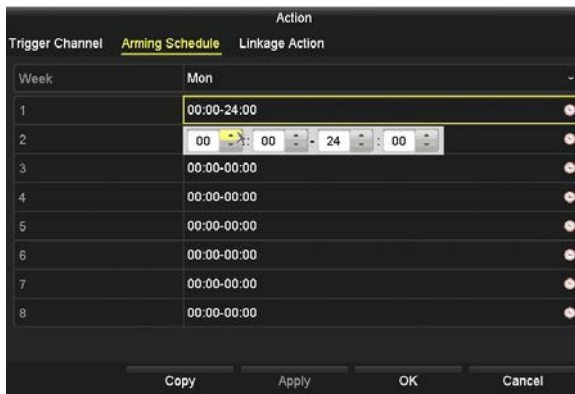 Action
Trigger Channel Arming Schedule Linkage Action
Week Mon
1 00:00-24:00
2 00 : 00 - 24 : 00
3 00:00-00:00
4 00:00-00:00
5 00:00-00:00
6 00:00-00:00
7 00:00-00:00
8 00:00-00:00
Copy Apply OK Cancel